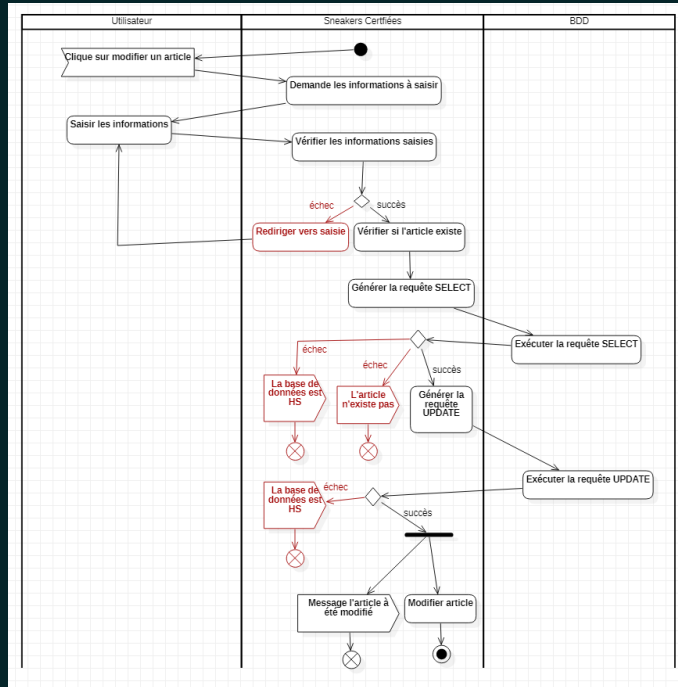 Utilisateur
Sneakers Certfiées
BDD
Clique sur modifier un article
Demande les informations à saisir
Saisir les informations
Vérifier les informations saisies
échec
succès
Rediriger vers saisie
Vérifier si l'article existe
Générer la requête SELECT
Exécuter la requête SELECT
échec
échec
succès
La base de
données est
HS
L'article
n'existe pas
Générer la
requête
UPDATE
Exécuter la requête UPDATE
La base de
données est
HS
échec
succès
Message l'article à
été modifié
Modifier article